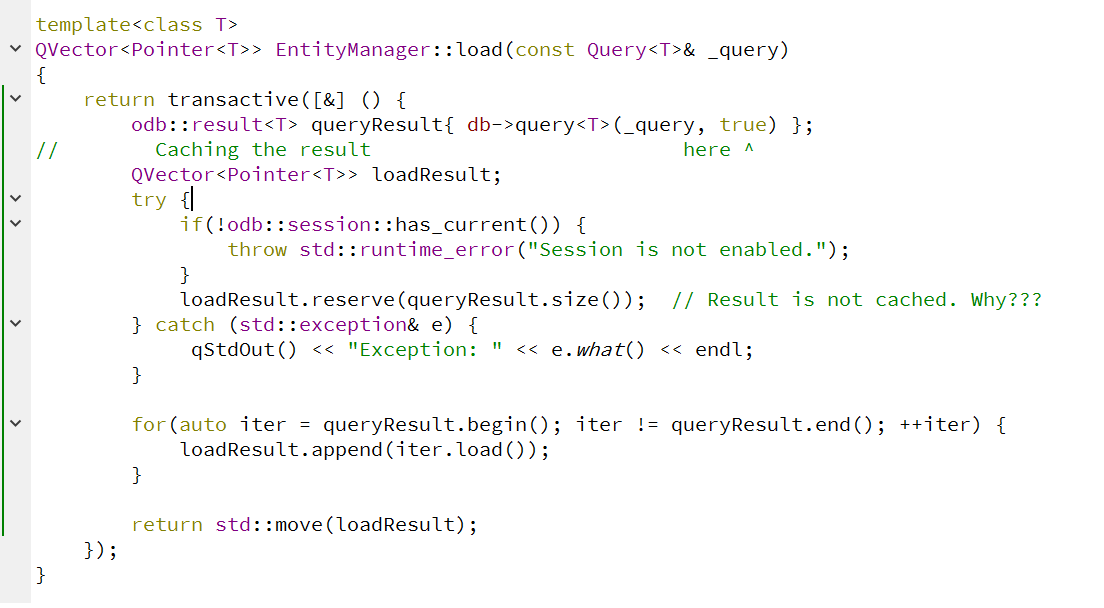 template<class T>
QVector<Pointer<T>> EntityManager::load(const Query<T>& _query)
{
    return transactive([&] () {
        odb::result<T> queryResult{ db->query<T>(_query, true) };
//        Caching the result                          here ^
        QVector<Pointer<T>> loadResult;
        try {
            if(!odb::session::has_current()) {
                throw std::runtime_error("Session is not enabled.");
            }
            loadResult.reserve(queryResult.size());  // Result is not cached. Why???
        } catch (std::exception& e) {
             qStdOut() << "Exception: " << e.what() << endl;
        }

        for(auto iter = queryResult.begin(); iter != queryResult.end(); ++iter) {
            loadResult.append(iter.load());
        }

        return std::move(loadResult);
    });
}